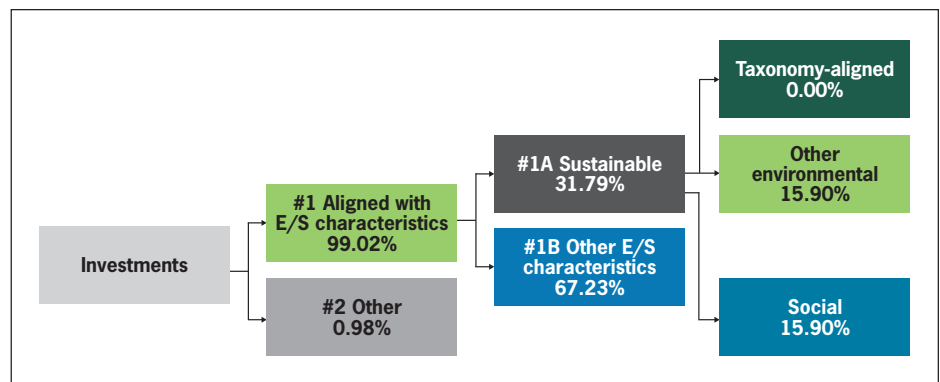 Investments
#1 Aligned with
E/S characteristics
99.02%
#2 Other
0.98%
#1A Sustainable
31.79%
#1B Other E/S
characteristics
67.23%
Taxonomy-aligned
0.00%
Other
environmental
15.90%
Social
15.90%